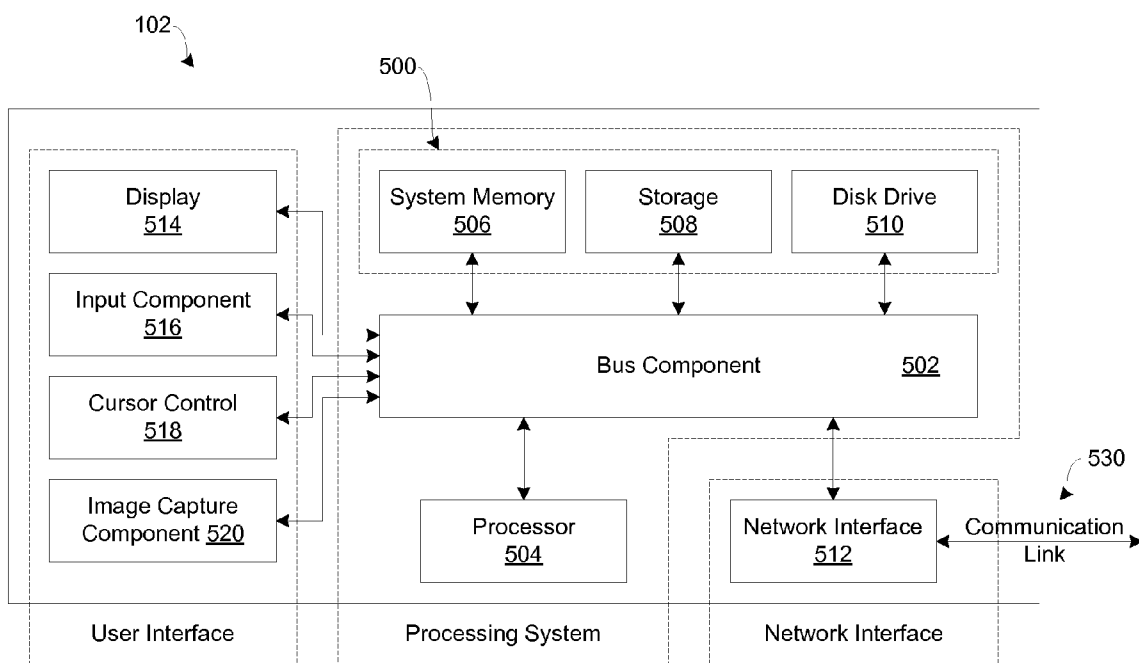 102
500
Display
514
System Memory
506
Storage
508
Disk Drive
510
Input Component
516
Bus Component
502
Cursor Control
518
530
Image Capture
Component 520
Processor
504
Network Interface
512
Communication
Link
User Interface
Processing System
Network Interface